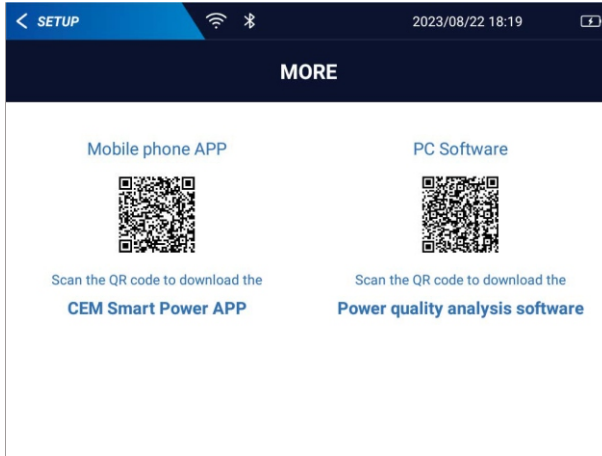 SETUP
2023/08/22 18:19
MORE
Mobile phone APP
Scan the QR code to download the
CEM Smart Power APP
PC Software
Scan the QR code to download the
Power quality analysis software